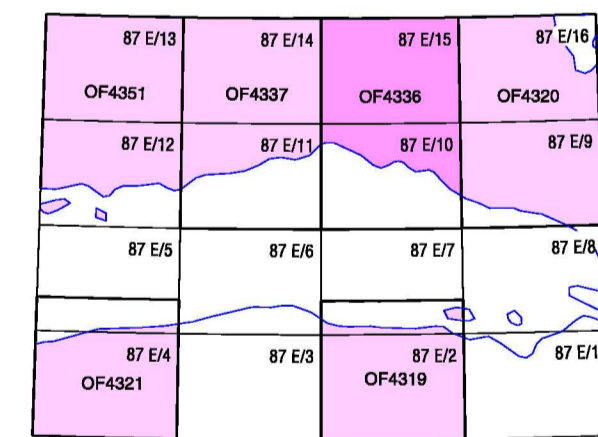 87 E/13 87 E/14 87 E/15 87 E/16
OF4351 OF4337 OF4336 OF4320
87 E/12 87 E/11 87 E/10 87 E/9
87 E/5 87 E/6 87 E/7 87 E/8
87 E/4 87 E/3 87 E/2 87 E/1
OF4321 OF4319